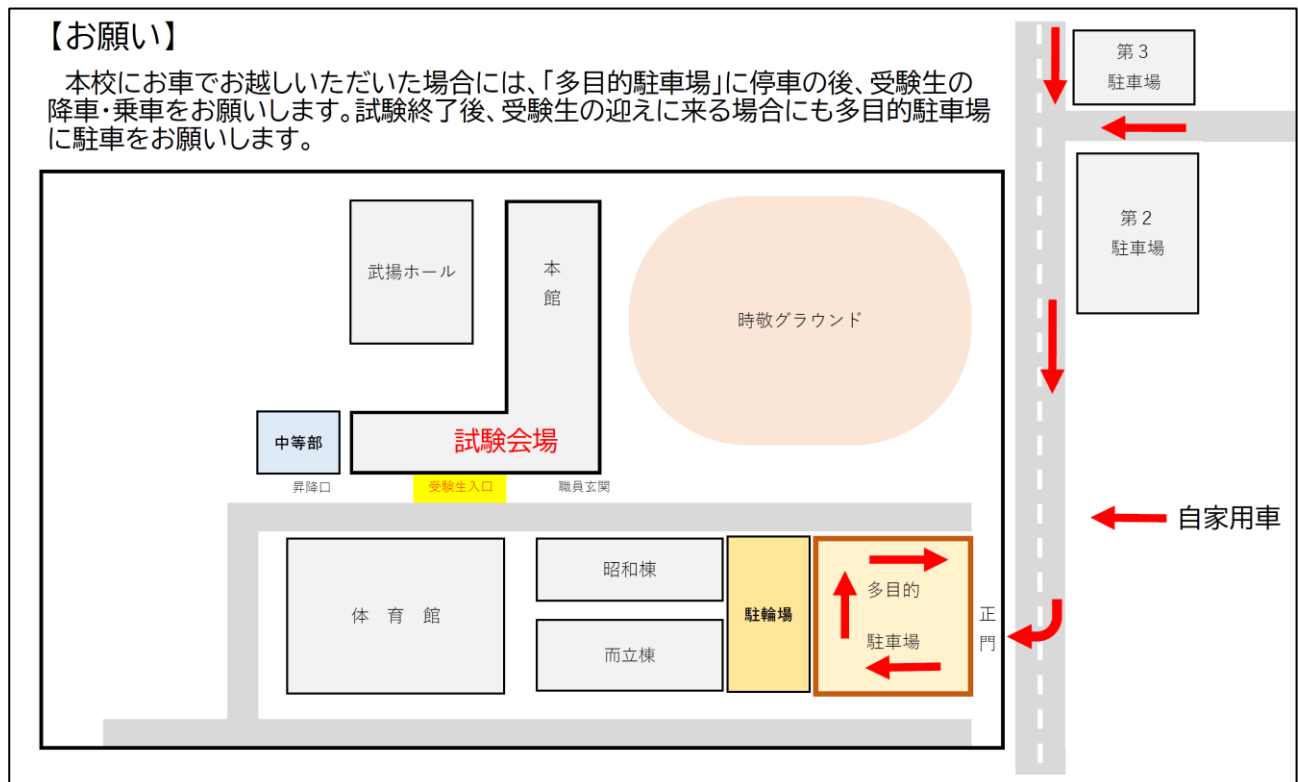 【お願い】
本校にお車でお越しいただいた場合には、「多目的駐車場」に停車の後、受験生の
降車・乗車をお願いします。試験終了後、受験生の迎えに来る場合にも多目的駐車場
に駐車をお願いします。
第３
駐車場
第２
駐車場
武揚ホール
本
館
時敬グラウンド
中等部
試験会場
昇降口
受験生入口
職員玄関
自家用車
体 育 館
昭和棟
而立棟
駐輪場
多目的
駐車場
正
門